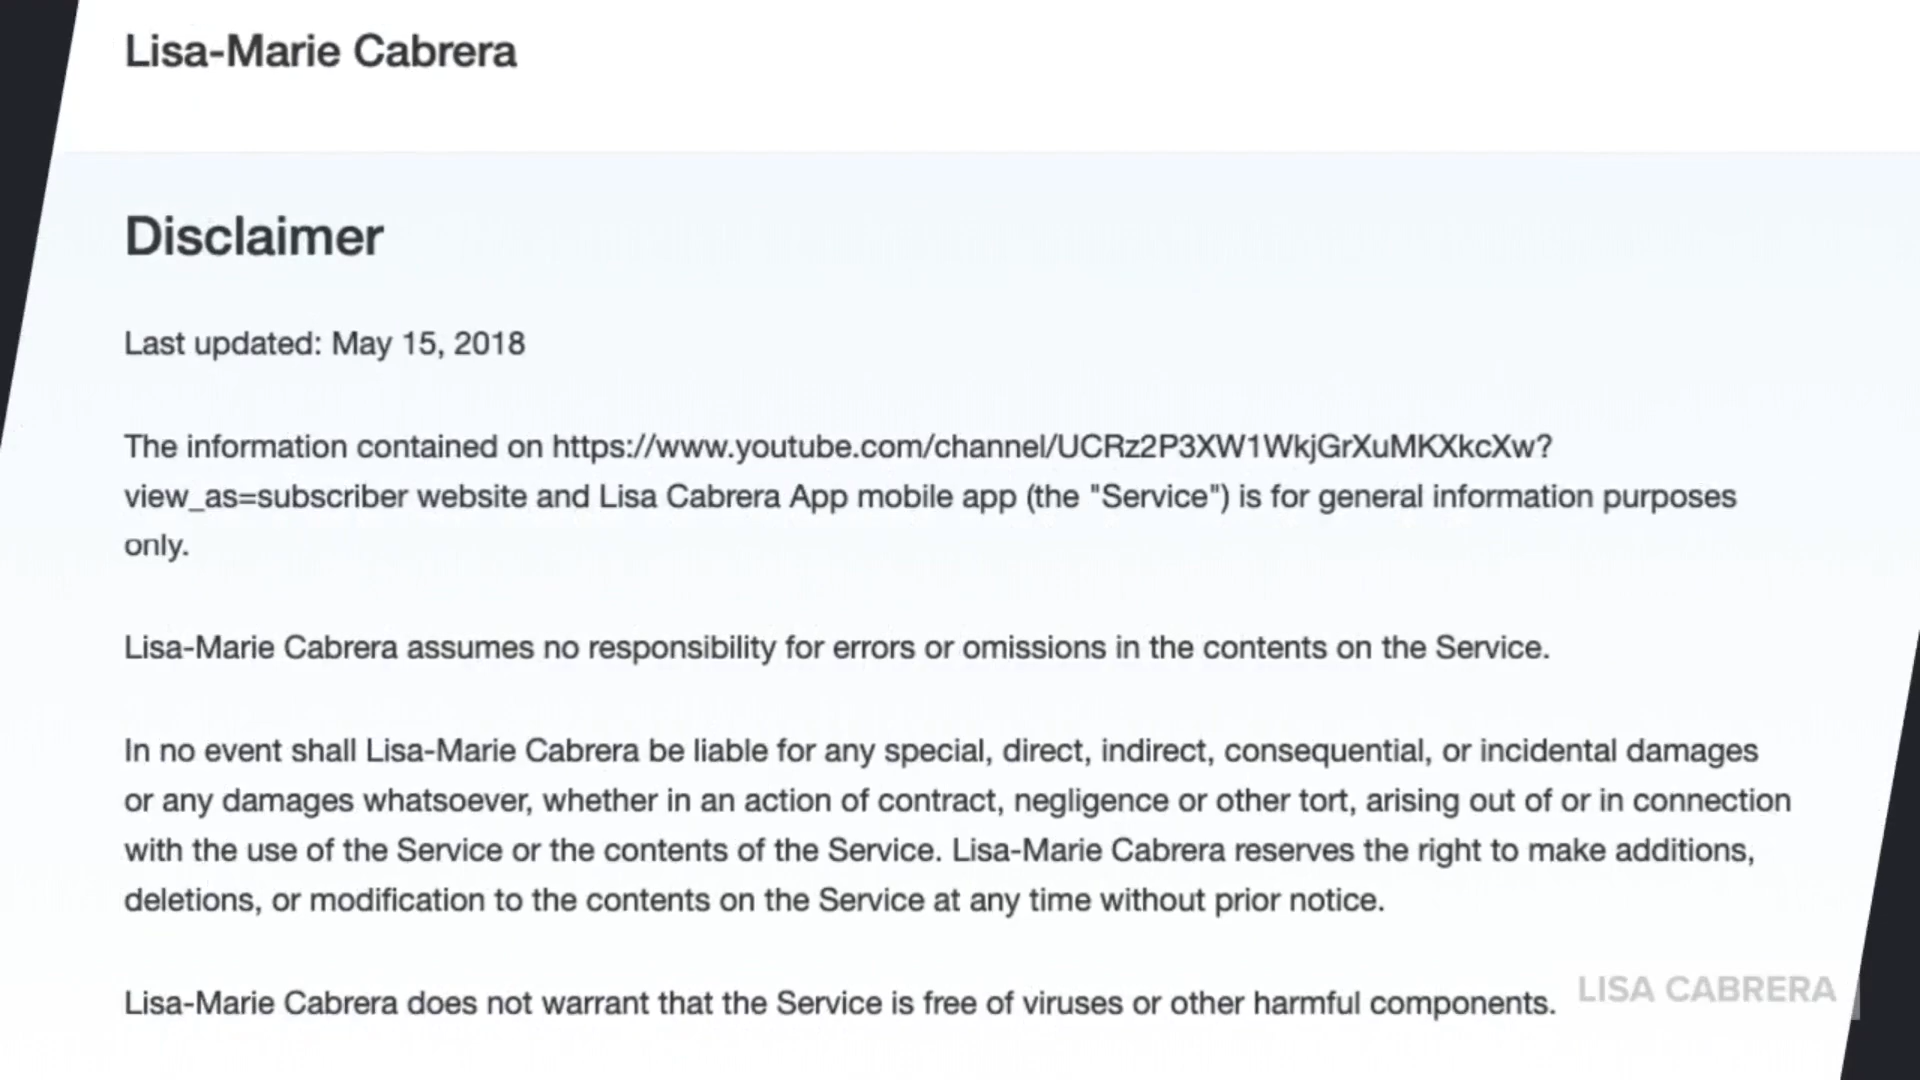 Lisa-Marie Cabrera
Disclaimer
Last updated: May 15, 2018
The information contained on https://www.youtube.com/channel/UCRz2P3XW1WkjGrXuMKXkcXw?
view_as=subscriber website and Lisa Cabrera App mobile app (the "Service") is for general information purposes
only.
Lisa-Marie Cabrera assumes no responsibility for errors or omissions in the contents on the Service.
In no event shall Lisa-Marie Cabrera be liable for any special, direct, indirect, consequential, or incidental damages
or any damages whatsoever, whether in an action of contract, negligence or other tort, arising out of or in connection
with the use of the Service or the contents of the Service. Lisa-Marie Cabrera reserves the right to make additions,
deletions, or modification to the contents on the Service at any time without prior notice.
Lisa-Marie Cabrera does not warrant that the Service is free of viruses or other harmful components.
LISA CABRERA